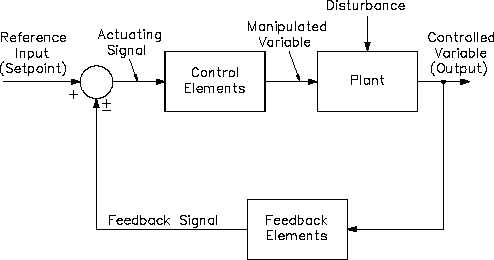 Disturbance
Reference
Input
(Setpoint)
Actuating
Signal
Manipulated
Variable
Controlled
Variable
(Output)
Control
Elements
Plant
+
±
Feedback Signal
Feedback
Elements